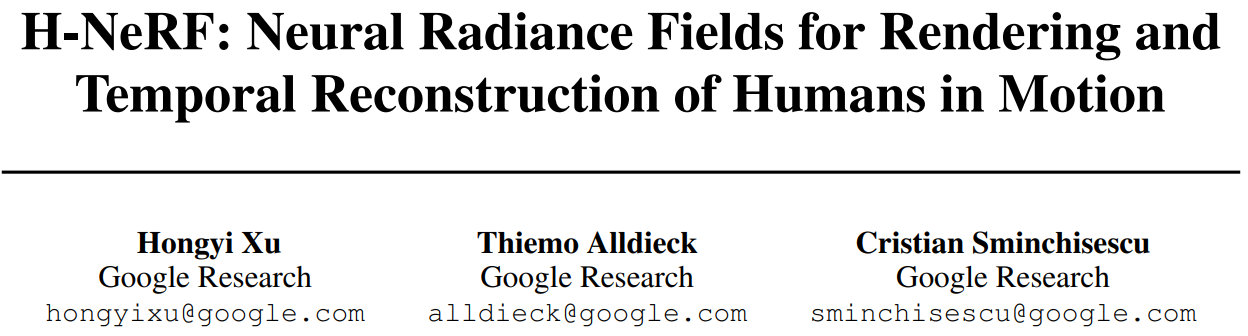 H-NeRF: Neural Radiance Fields for Rendering and
Temporal Reconstruction of Humans in Motion
Hongyi Xu
Google Research
hongyixu@google.com
Thiemo Alldieck
Google Research
alldieck@google.com
Cristian Sminchisescu
Google Research
sminchisescu@google.com